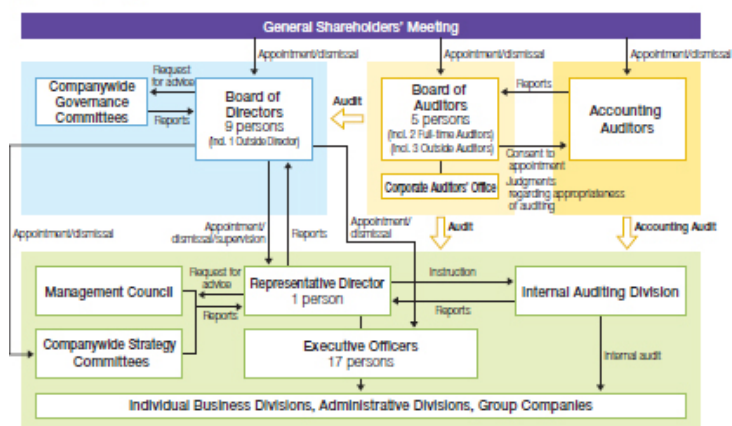 General Shareholders' Meeting
Appointment/dismissal
Appointment/dismissal
Appointment/dismissal
Companywide
Governance
Committees
Request
for advice
Reports
Board of
Directors
9 persons
(Incl. 1 Outside Director)
Audit
Board of
Auditors
5 persons
(Incl. 2 Full-time Auditors)
(Incl. 3 Outside Auditors)
Corporate Auditors' Office
Reports
Consent to
appointment
Judgments
regarding appropriateness
of auditing
Accounting
Auditors
Appointment/dismissal
Appointment/
dismissal/supervision
Reports
Appointment/
dismissal
Audit
Accounting Audit
Management Council
Request for
advice
Reports
Representative Director
1 person
Instruction
Reports
Internal Auditing Division
Companywide Strategy
Committees
Executive Officers
17 persons
Internal audit
Individual Business Divisions, Administrative Divisions, Group Companies